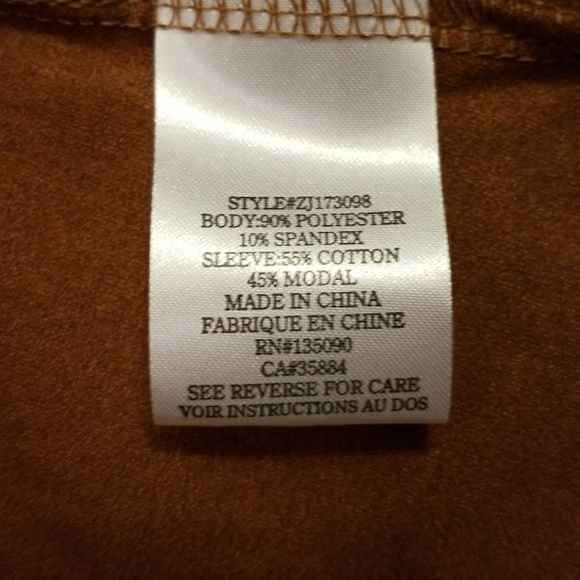 STYLE#ZJ173098
BODY:90% POLYESTER
10% SPANDEX
SLEEVE:55% COTTON
45% MODAL
MADE IN CHINA
FABRIQUE EN CHINE
RN#135090
CA#35884
SEE REVERSE FOR CARE
VOIR INSTRUCTIONS AU DOS